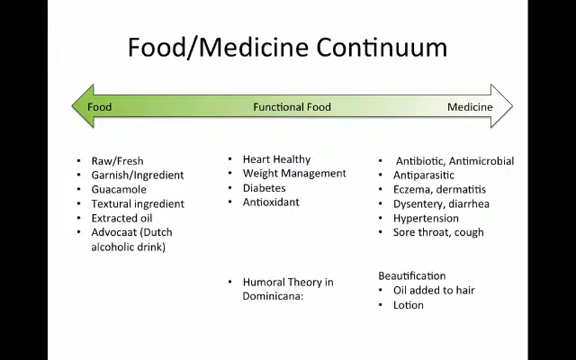 Food/Medicine Continuum
Food
Functional Food
Medicine
• Raw/Fresh
• Garnish/Ingredient
• Guacamole
• Textural ingredient
• Extracted oil
• Advocaat (Dutch
alcoholic drink)
• Heart Healthy
• Weight Management
• Diabetes
• Antioxidant
• Humoral Theory in
Dominicana:
• Antibiotic, Antimicrobial
• Antiparasitic
• Eczema, dermatitis
• Dysentery, diarrhea
• Hypertension
• Sore throat, cough
Beautification
• Oil added to hair
• Lotion